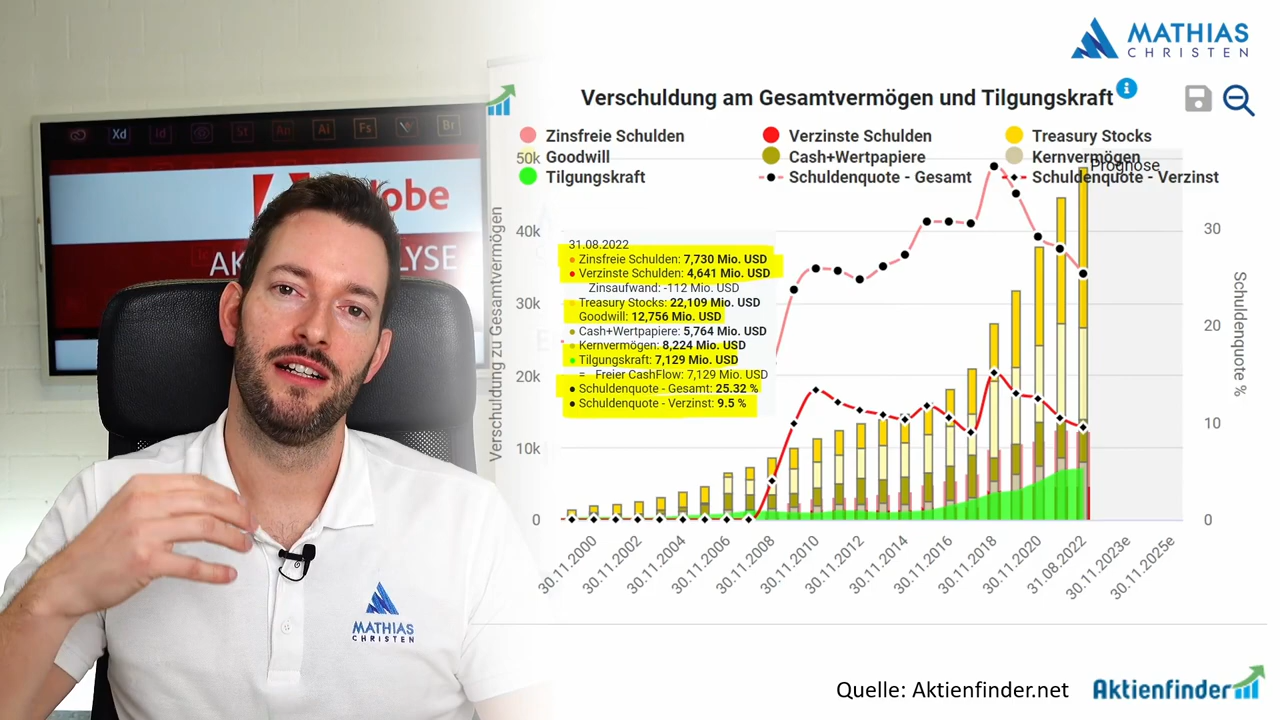 MATHIAS
CHRISTEN
Verschuldung am Gesamtvermögen und Tilgungskraft
i
Zinsfreie Schulden
Verzinste Schulden
Treasury Stocks
Goodwill
Cash+Wertpapiere
Kernvermögen
Tilgungskraft
Schuldenquote - Gesamt
Schuldenquote - Verzinst
Prognose
Verschuldung zu Gesamtvermögen
50k
40k
30k
20k
10k
0
31.08.2022
Zinsfreie Schulden: 7,730 Mio. USD
Verzinste Schulden: 4,641 Mio. USD
Zinsaufwand: -112 Mio. USD
Treasury Stocks: 22,109 Mio. USD
Goodwill: 12,756 Mio. USD
Cash+Wertpapiere: 5,764 Mio. USD
Kernvermögen: 8,224 Mio. USD
Tilgungskraft: 7,129 Mio. USD
= Freier CashFlow: 7,129 Mio. USD
Schuldenquote - Gesamt: 25.32 %
Schuldenquote - Verzinst: 9.5 %
30
20
10
0
Schuldenquote %
30.11.2000
30.11.2002
30.11.2004
30.11.2006
30.11.2008
30.11.2010
30.11.2012
30.11.2014
30.11.2016
30.11.2018
30.11.2020
31.08.2022
30.11.2023e
30.11.2025e
Quelle: Aktienfinder.net
Aktienfinder
Xd
Id
St
An
Ai
Fs
Br
dobe
AK
LYSE
MATHIAS
CHRISTEN